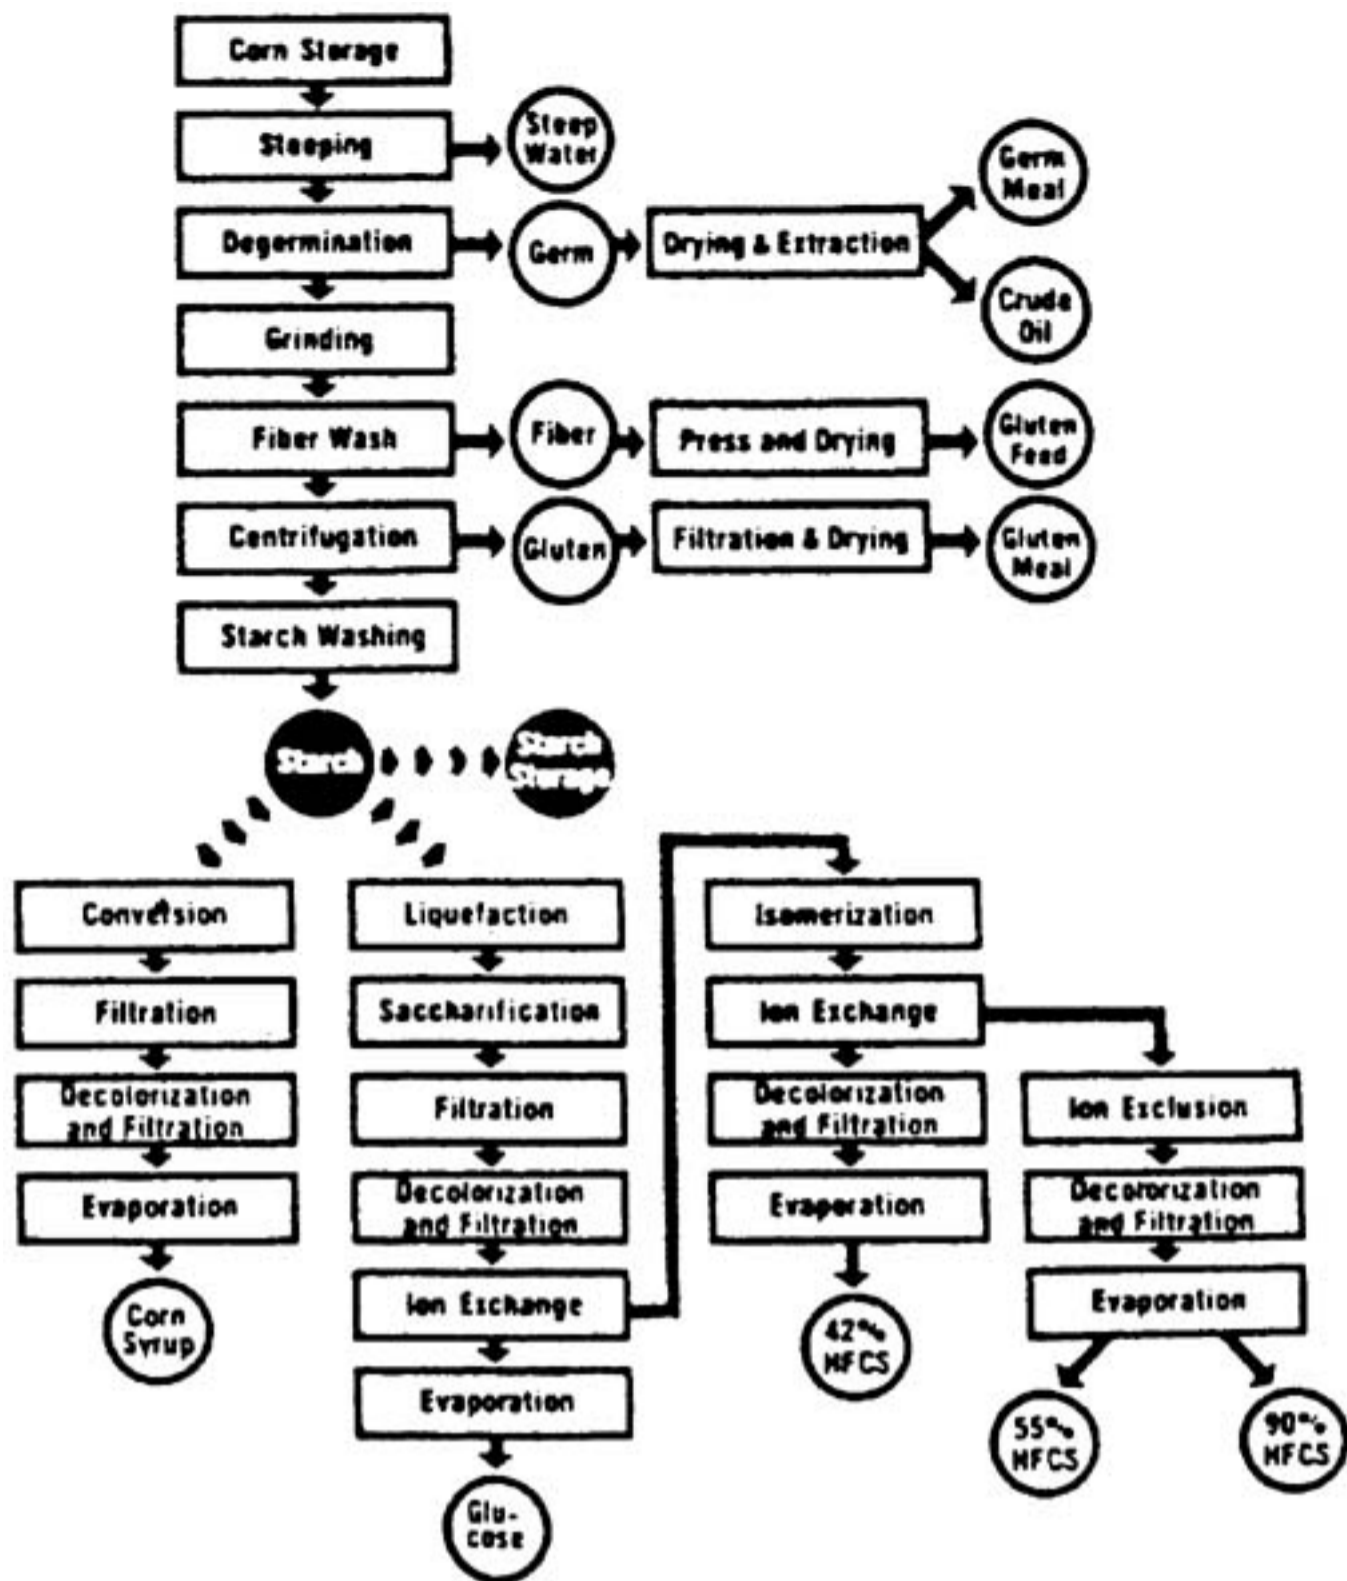 Corn Storage
Steeping
Steep
Water
Germ
Meal
Degermination
Germ
Drying & Extraction
Crude
Oil
Grinding
Fiber Wash
Fiber
Press and Drying
Gluten
Feed
Centrifugation
Gluten
Filtration & Drying
Gluten
Meal
Starch Washing
Starch
Starch
Storage
Conversion
Filtration
Decolorization
and Filtration
Evaporation
Corn
Syrup
Liquefaction
Saccharification
Filtration
Decolorization
and Filtration
Ion Exchange
Evaporation
Glu-
cose
Isomerization
Ion Exchange
Decolorization
and Filtration
Evaporation
42%
HFCS
Ion Exclusion
Decolorization
and Filtration
Evaporation
55%
HFCS
90%
HFCS